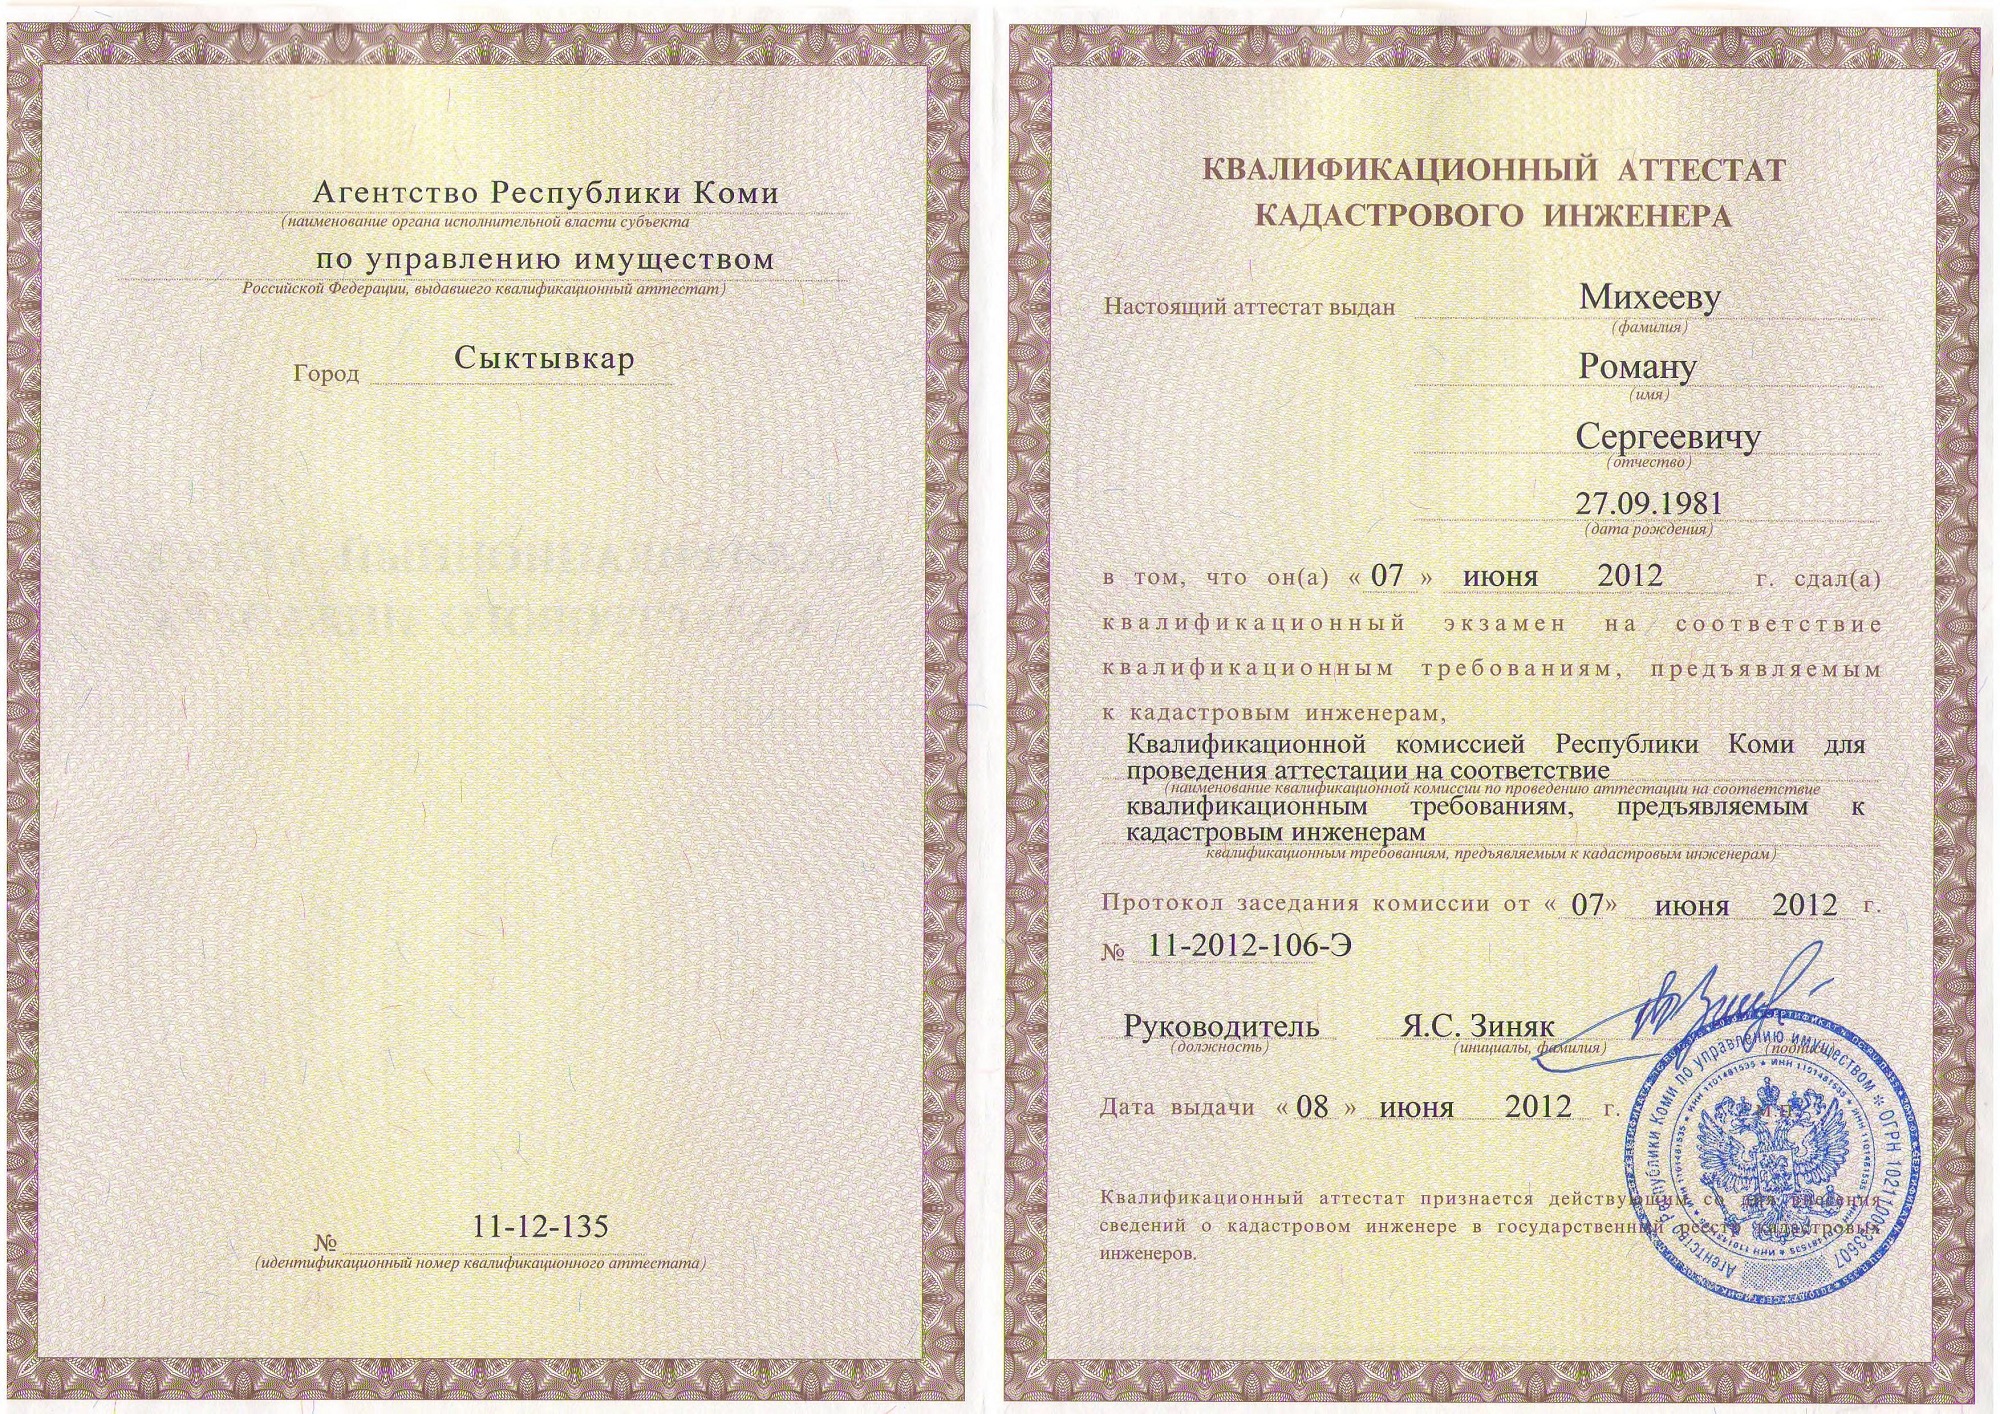 Агентство Республики Коми
(наименование органа исполнительной власти субъекта
по управлению имуществом
Российской Федерации, выдавшего квалификационный аттестат)
Город Сыктывкар
№ 11-12-135
(идентификационный номер квалификационного аттестата)
КВАЛИФИКАЦИОННЫЙ АТТЕСТАТ
КАДАСТРОВОГО ИНЖЕНЕРА
Настоящий аттестат выдан Михееву
(фамилия)
Роману
(имя)
Сергеевичу
(отчество)
27.09.1981
(дата рождения)
в том, что он(а) « 07 » июня 2012 г. сдал(а)
квалификационный экзамен на соответствие
квалификационным требованиям, предъявляемым
к кадастровым инженерам,
Квалификационной комиссией Республики Коми для
проведения аттестации на соответствие
(наименование квалификационной комиссии по проведению аттестации на соответствие
квалификационным требованиям, предъявляемым к
кадастровым инженерам
квалификационным требованиям, предъявляемым к кадастровым инженерам)
Протокол заседания комиссии от « 07» июня 2012 г.
№ 11-2012-106-Э
Руководитель Я.С. Зиняк
(должность) (инициалы, фамилия) (подпись)
Дата выдачи « 08 » июня 2012 г. м.п.
Квалификационный аттестат признается действующим со дня внесения
сведений о кадастровом инженере в государственный реестр кадастровых
инженеров.
Агентство Республики Коми по управлению имуществом * ОГРН
* ИНН 1101481535 * ИНН 1101481535